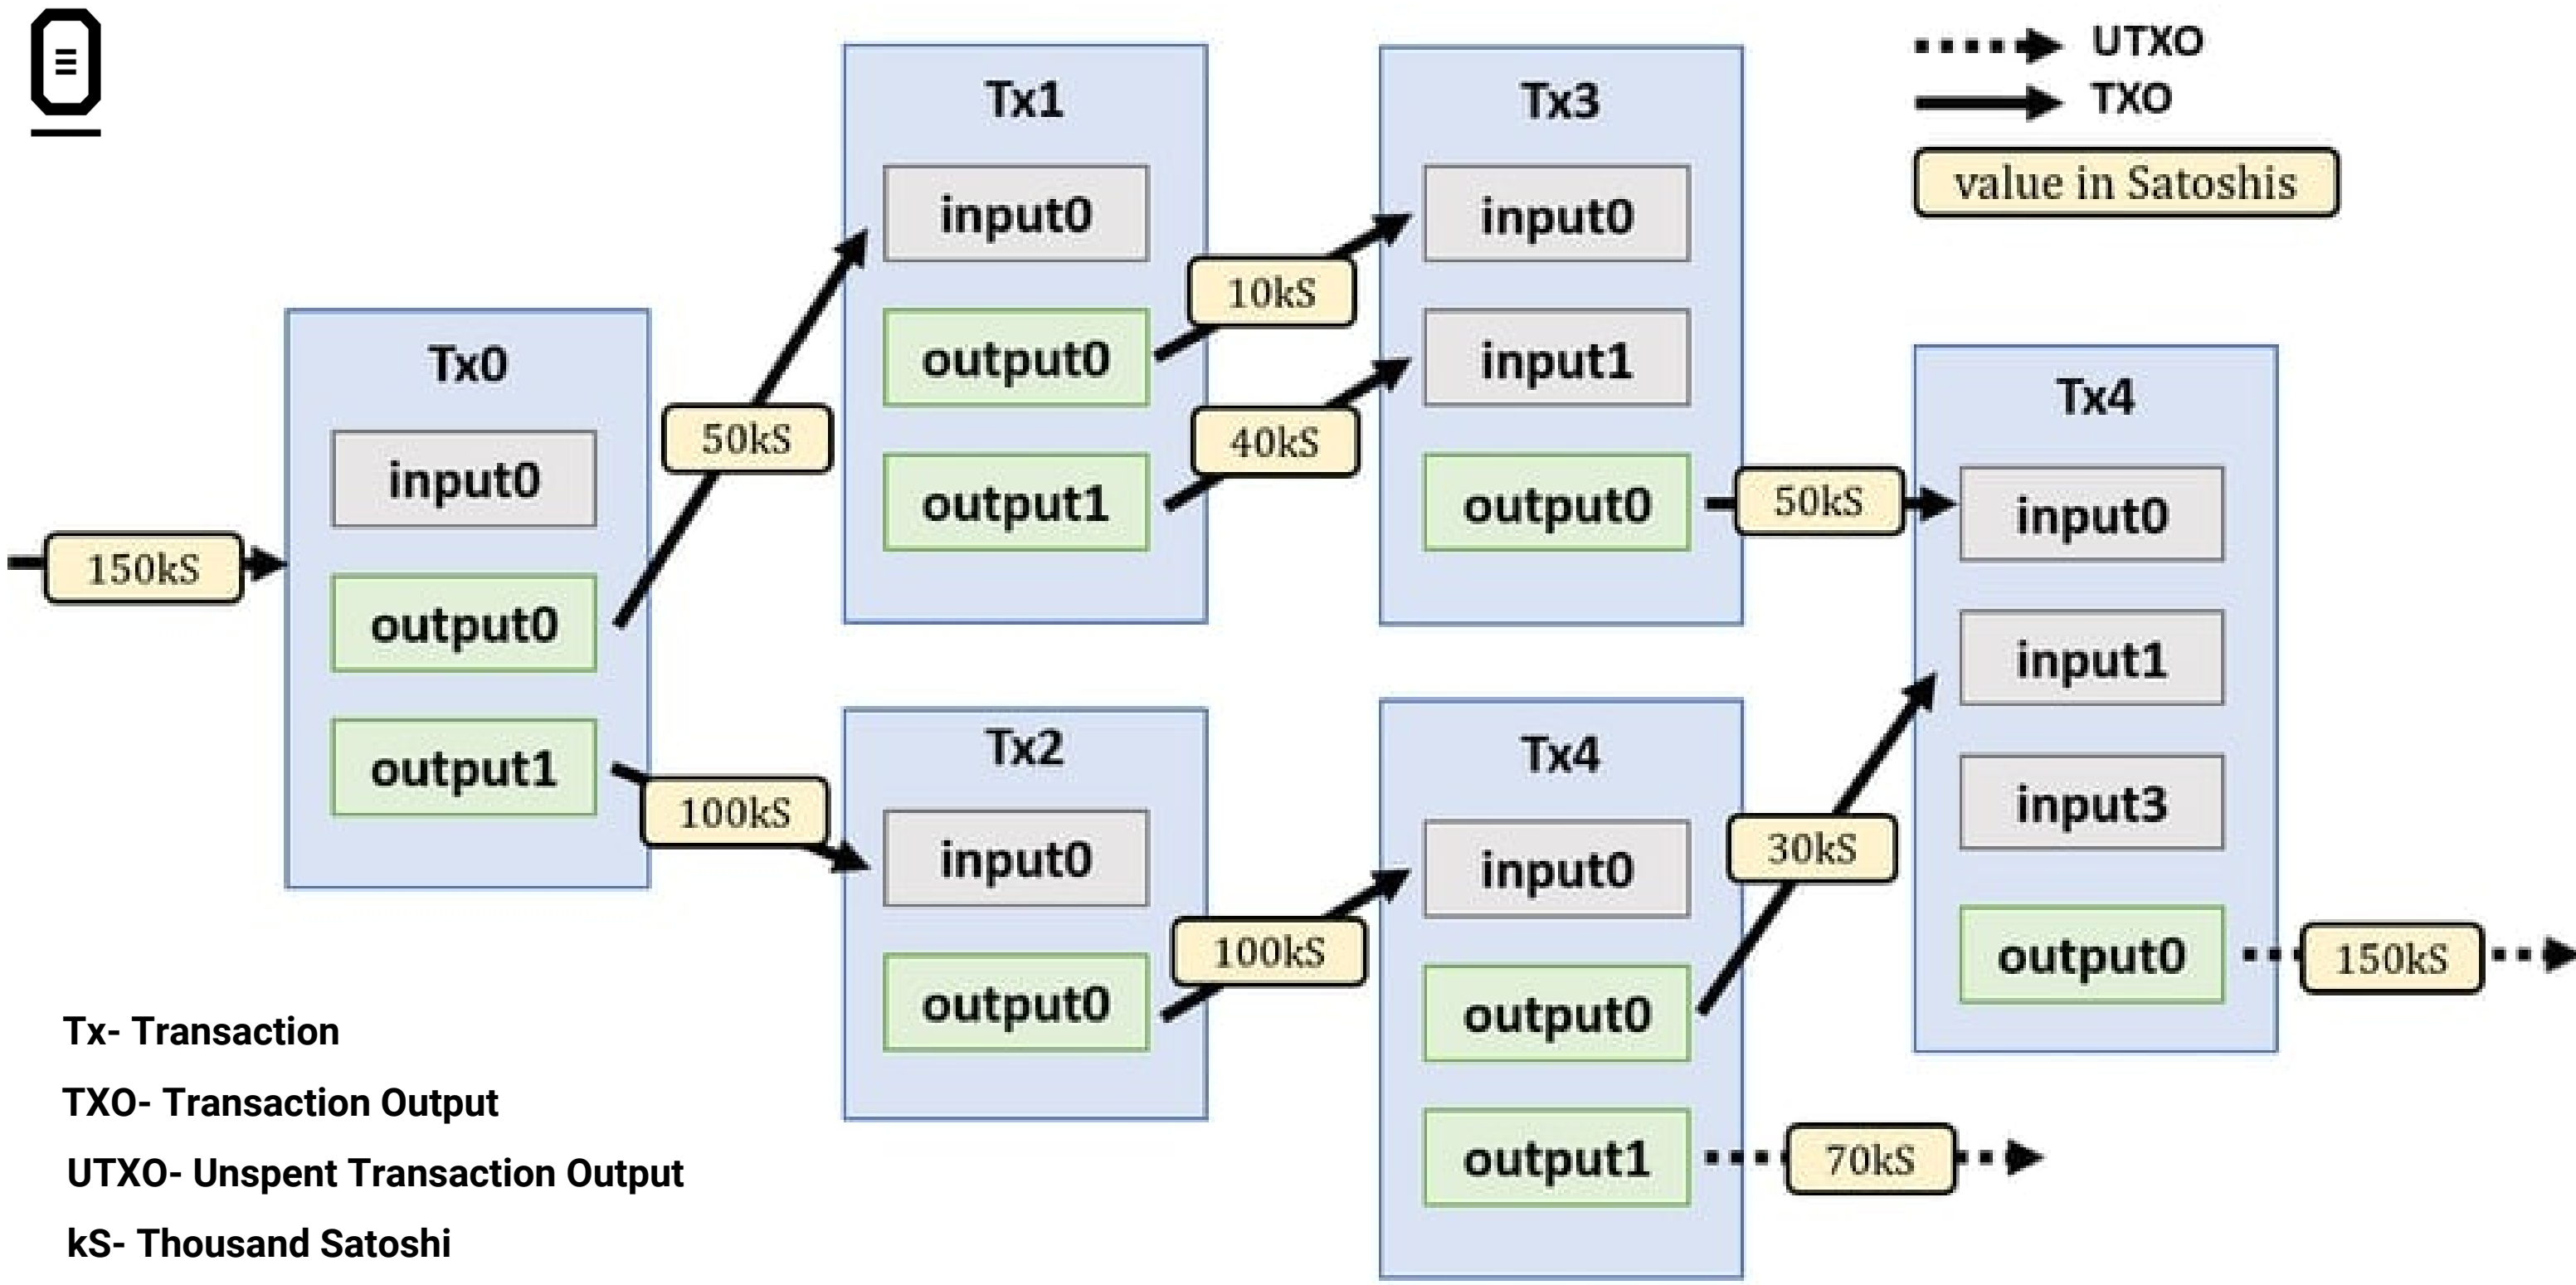 UTXO
TXO
value in Satoshis
150kS
Tx0
input0
output0
output1
50kS
100kS
Tx1
input0
output0
output1
10kS
40kS
Tx2
input0
output0
100kS
Tx3
input0
input1
output0
50kS
Tx4
input0
output0
output1
30kS
70kS
Tx4
input0
input1
input3
output0
150kS
Tx- Transaction
TXO- Transaction Output
UTXO- Unspent Transaction Output
kS- Thousand Satoshi